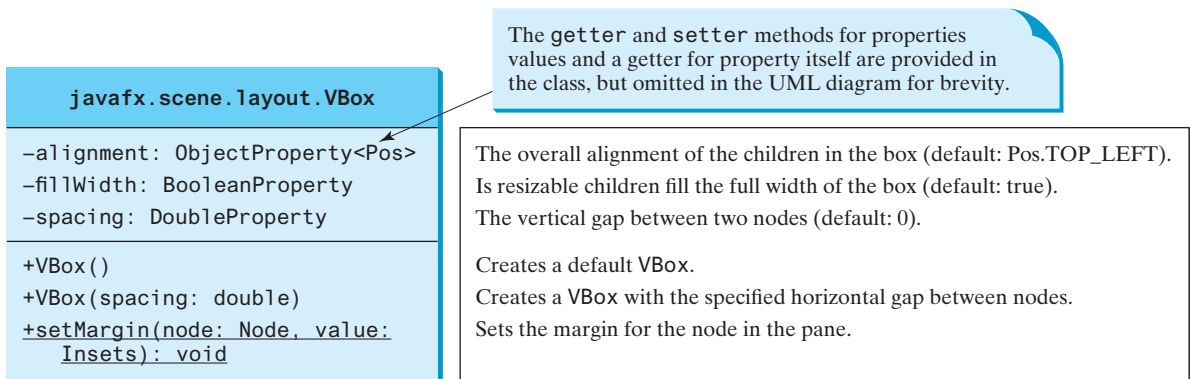 The getter and setter methods for properties
values and a getter for property itself are provided in
the class, but omitted in the UML diagram for brevity.
javafx.scene.layout.VBox
–alignment: ObjectProperty<Pos>
–fillWidth: BooleanProperty
–spacing: DoubleProperty
The overall alignment of the children in the box (default: Pos.TOP_LEFT).
Is resizable children fill the full width of the box (default: true).
The vertical gap between two nodes (default: 0).
+VBox()
+VBox(spacing: double)
+setMargin(node: Node, value:
Insets): void
Creates a default VBox.
Creates a VBox with the specified horizontal gap between nodes.
Sets the margin for the node in the pane.